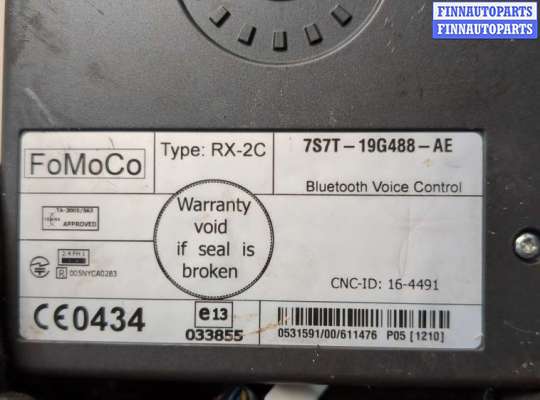 FINNAUTOPARTS
FINNAUTOPARTS
FoMoCo
Type: RX-2C
7S7T-19G488-AE
Bluetooth Voice Control
APPROVED
Warranty
void
if seal is
broken
R 005NYCA0283
CNC-ID: 16-4491
CE0434
e13
033855
0531591/00/611476 P05 [1210]